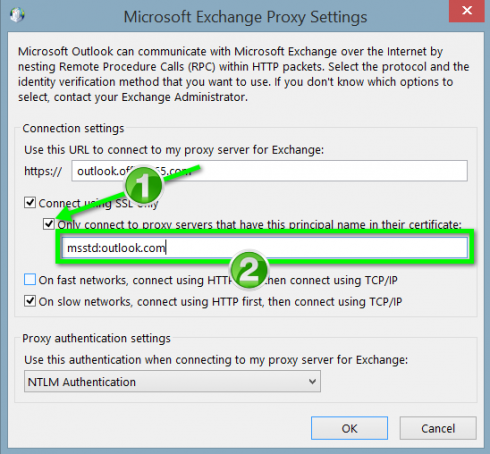 Microsoft Exchange Proxy Settings
Microsoft Outlook can communicate with Microsoft Exchange over the Internet by
nesting Remote Procedure Calls (RPC) within HTTP packets. Select the protocol and the
identity verification method that you want to use. If you don't know which options to
select, contact your Exchange Administrator.
Connection settings
Use this URL to connect to my proxy server for Exchange:
https:// outlook.off 65.com
Connect using SSL only
1
Only connect to proxy servers that have this principal name in their certificate:
msstd:outlook.com
2
On fast networks, connect using HTTP then connect using TCP/IP
On slow networks, connect using HTTP first, then connect using TCP/IP
Proxy authentication settings
Use this authentication when connecting to my proxy server for Exchange:
NTLM Authentication
OK
Cancel